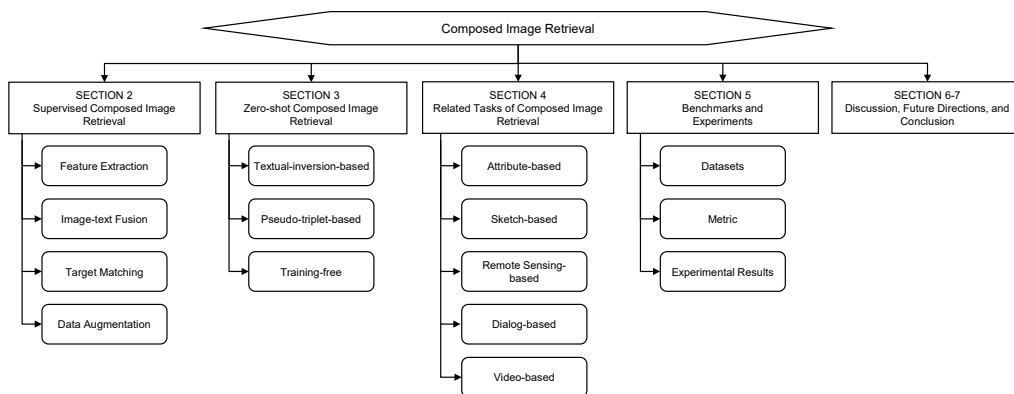 Composed Image Retrieval
SECTION 2
Supervised Composed Image
Retrieval
Feature Extraction
Image-text Fusion
Target Matching
Data Augmentation
SECTION 3
Zero-shot Composed Image
Retrieval
Textual-inversion-based
Pseudo-triplet-based
Training-free
SECTION 4
Related Tasks of Composed Image
Retrieval
Attribute-based
Sketch-based
Remote Sensing-
based
Dialog-based
Video-based
SECTION 5
Benchmarks and
Experiments
Datasets
Metric
Experimental Results
SECTION 6-7
Discussion, Future Directions, and
Conclusion